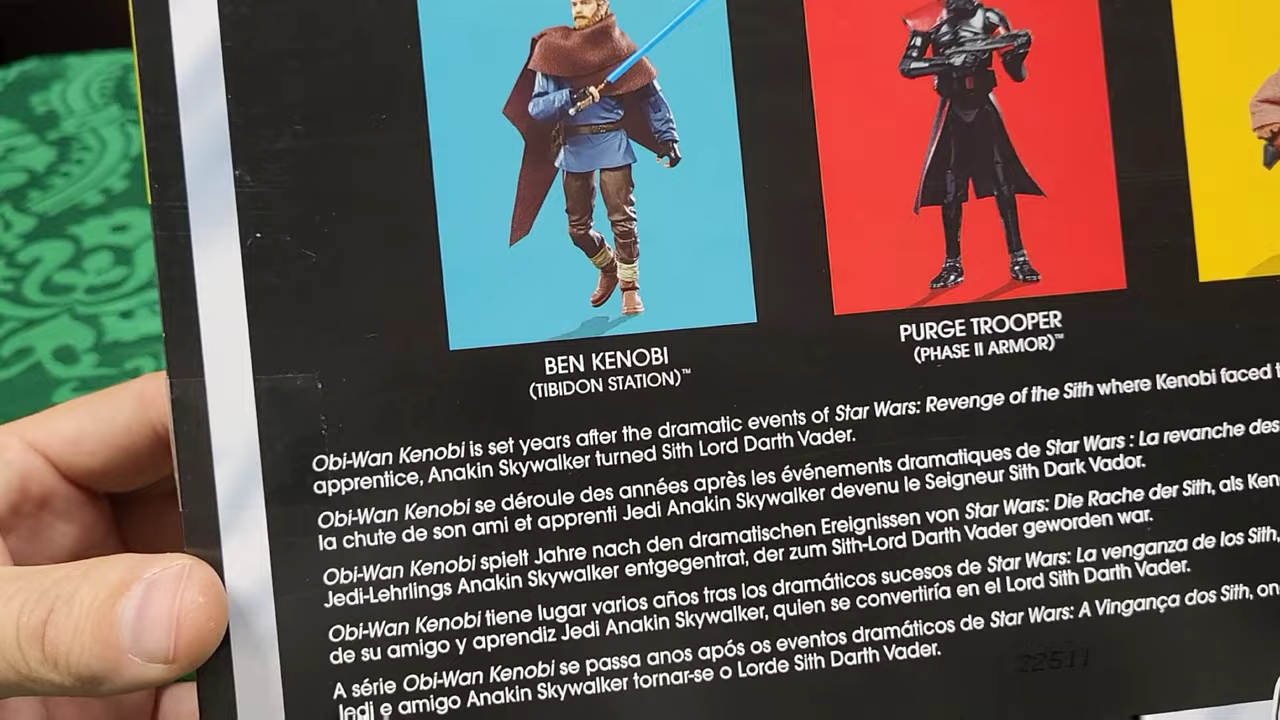 BEN KENOBI
(TIBIDON STATION)™
PURGE TROOPER
(PHASE II ARMOR)™
Obi-Wan Kenobi is set years after the dramatic events of Star Wars: Revenge of the Sith where Kenobi faced
apprentice, Anakin Skywalker turned Sith Lord Darth Vader.
Obi-Wan Kenobi se déroule des années après les événements dramatiques de Star Wars : La revanche des
la chute de son ami et apprenti Jedi Anakin Skywalker devenu le Seigneur Sith Dark Vador.
Obi-Wan Kenobi spielt Jahre nach den dramatischen Ereignissen von Star Wars: Die Rache der Sith, als
Jedi-Lehrlings Anakin Skywalker entgegentrat, der zum Sith-Lord Darth Vader geworden war.
Obi-Wan Kenobi tiene lugar varios años tras los dramáticos sucesos de Star Wars: La venganza de los Sith,
de su amigo y aprendiz Jedi Anakin Skywalker, quien se convertiría en el Lord Sith Darth Vader.
A série Obi-Wan Kenobi se passa anos após os eventos dramáticos de Star Wars: A Vingança dos Sith,
Jedi e amigo Anakin Skywalker tornar-se o Lorde Sith Darth Vader.
22511